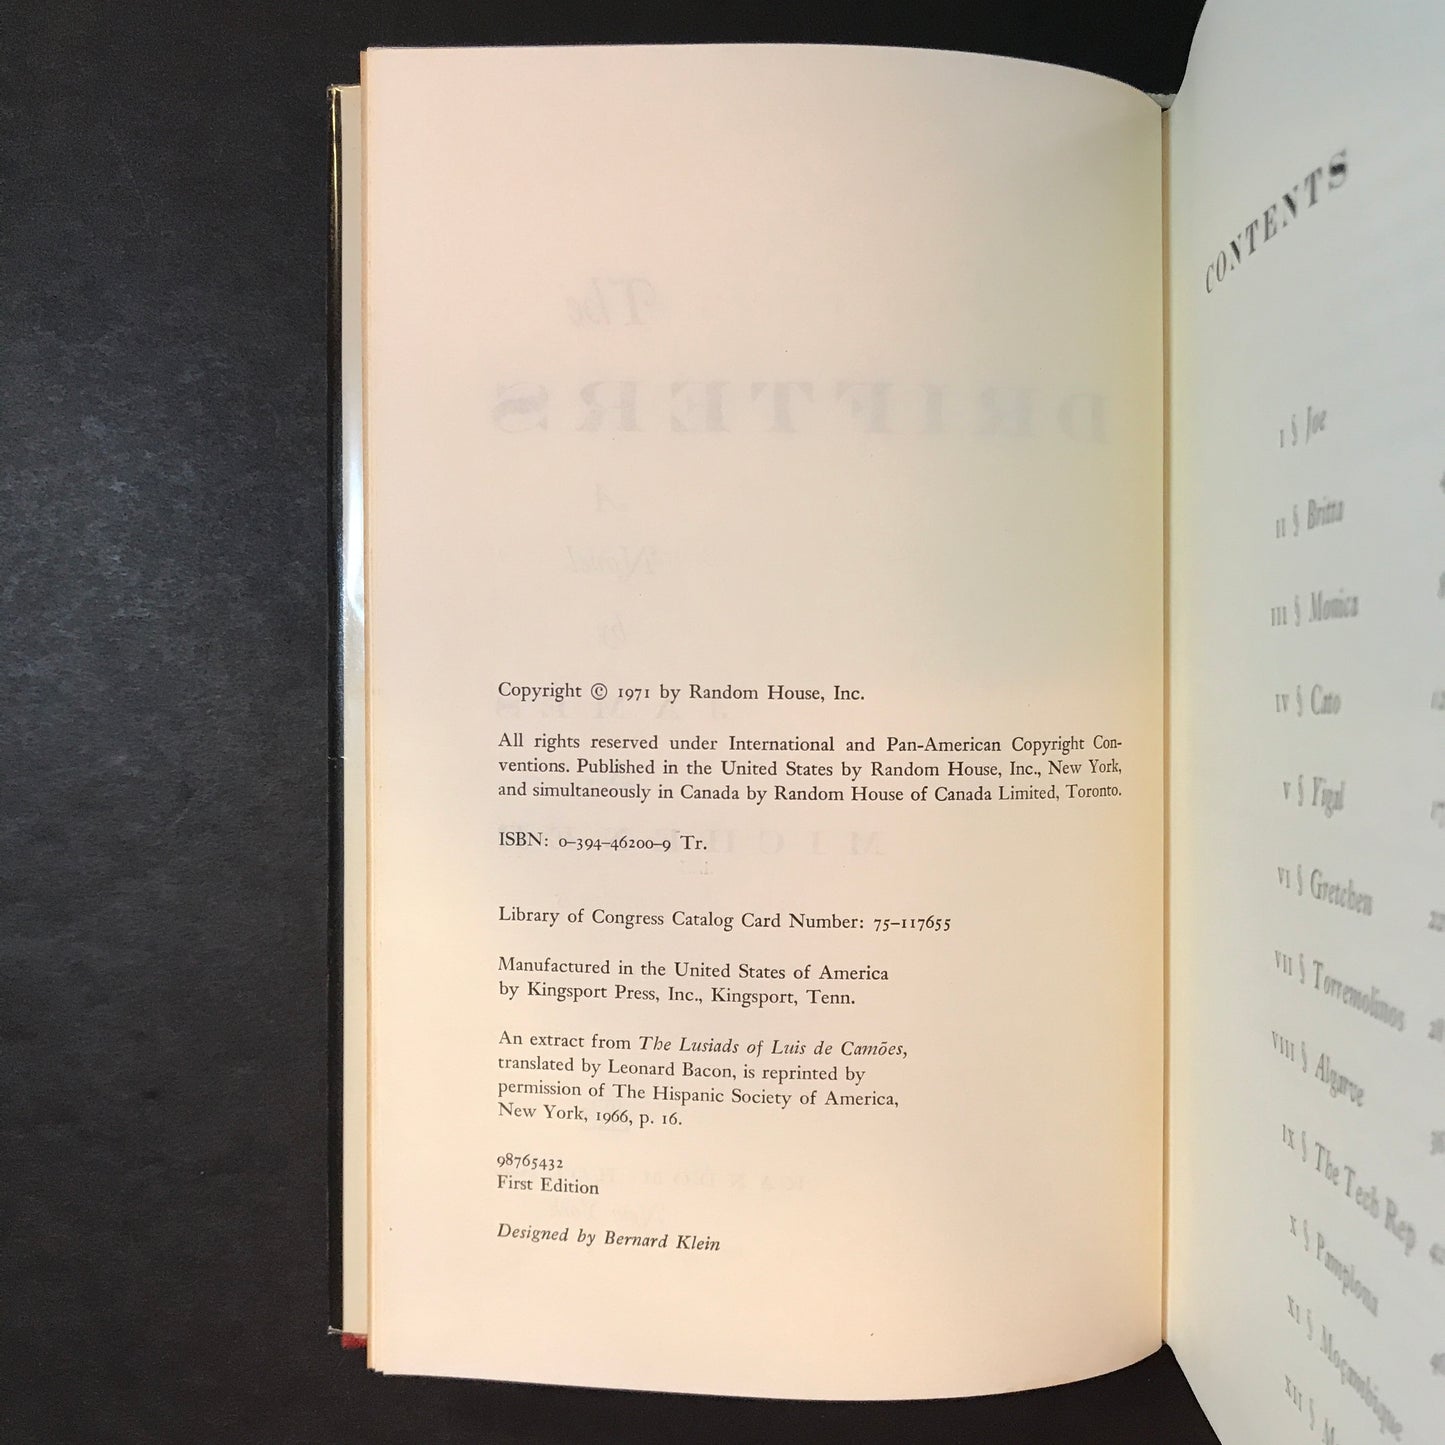 Copyright © 1971 by Random House, Inc.
All rights reserved under International and Pan-American Copyright Con-
ventions. Published in the United States by Random House, Inc., New York,
and simultaneously in Canada by Random House of Canada Limited, Toronto.
ISBN: 0-394-46200-9 Tr.
Library of Congress Catalog Card Number: 75-117655
Manufactured in the United States of America
by Kingsport Press, Inc., Kingsport, Tenn.
An extract from The Lusiads of Luis de Camões,
translated by Leonard Bacon, is reprinted by
permission of The Hispanic Society of America,
New York, 1966, p. 16.
98765432
First Edition
Designed by Bernard Klein
CONTENTS
I § Joe
II § Britta
III § Monica
IV § Cato
V § Yigal
VI § Gretchen
VII § Torremolinos
VIII § Algarve
IX § The Tech Rep
X § Pamplona
XI § Moçambique
XII §